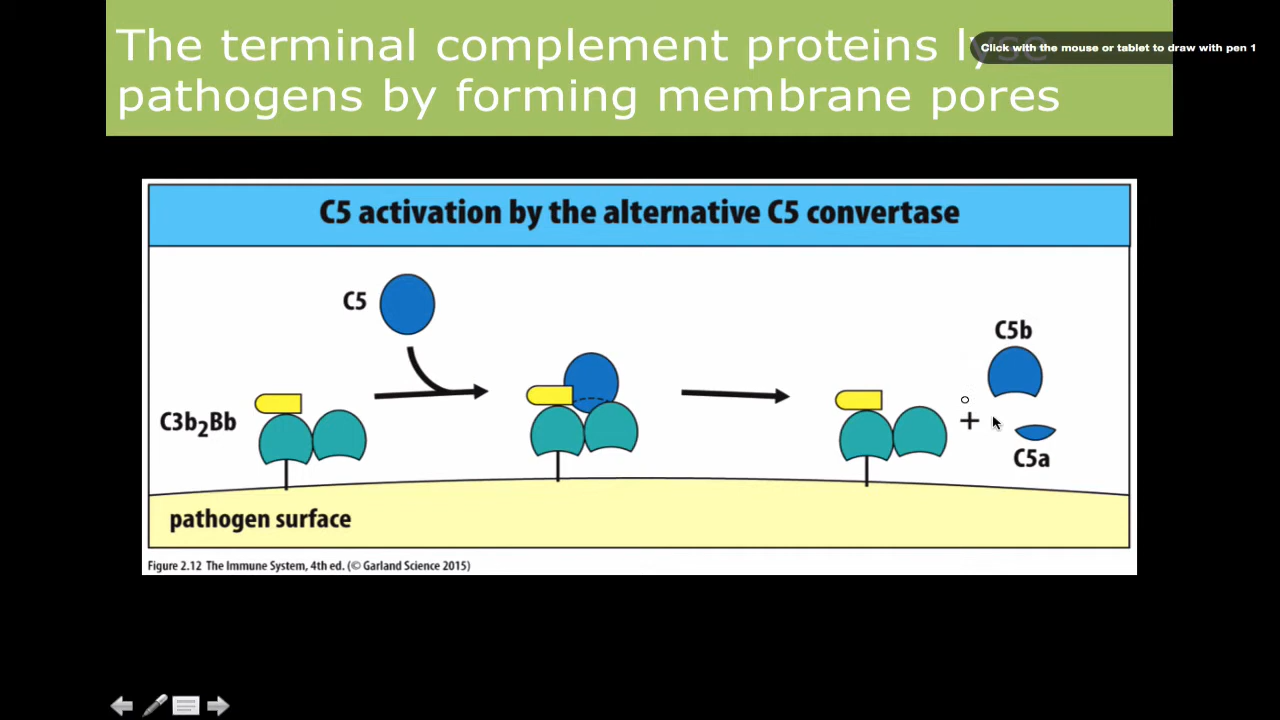 The terminal complement proteins lyse
Click with the mouse or tablet to draw with pen 1
pathogens by forming membrane pores
C5 activation by the alternative C5 convertase
C5
C5b
C3b₂Bb
+
C5a
pathogen surface
Figure 2.12 The Immune System, 4th ed. (© Garland Science 2015)